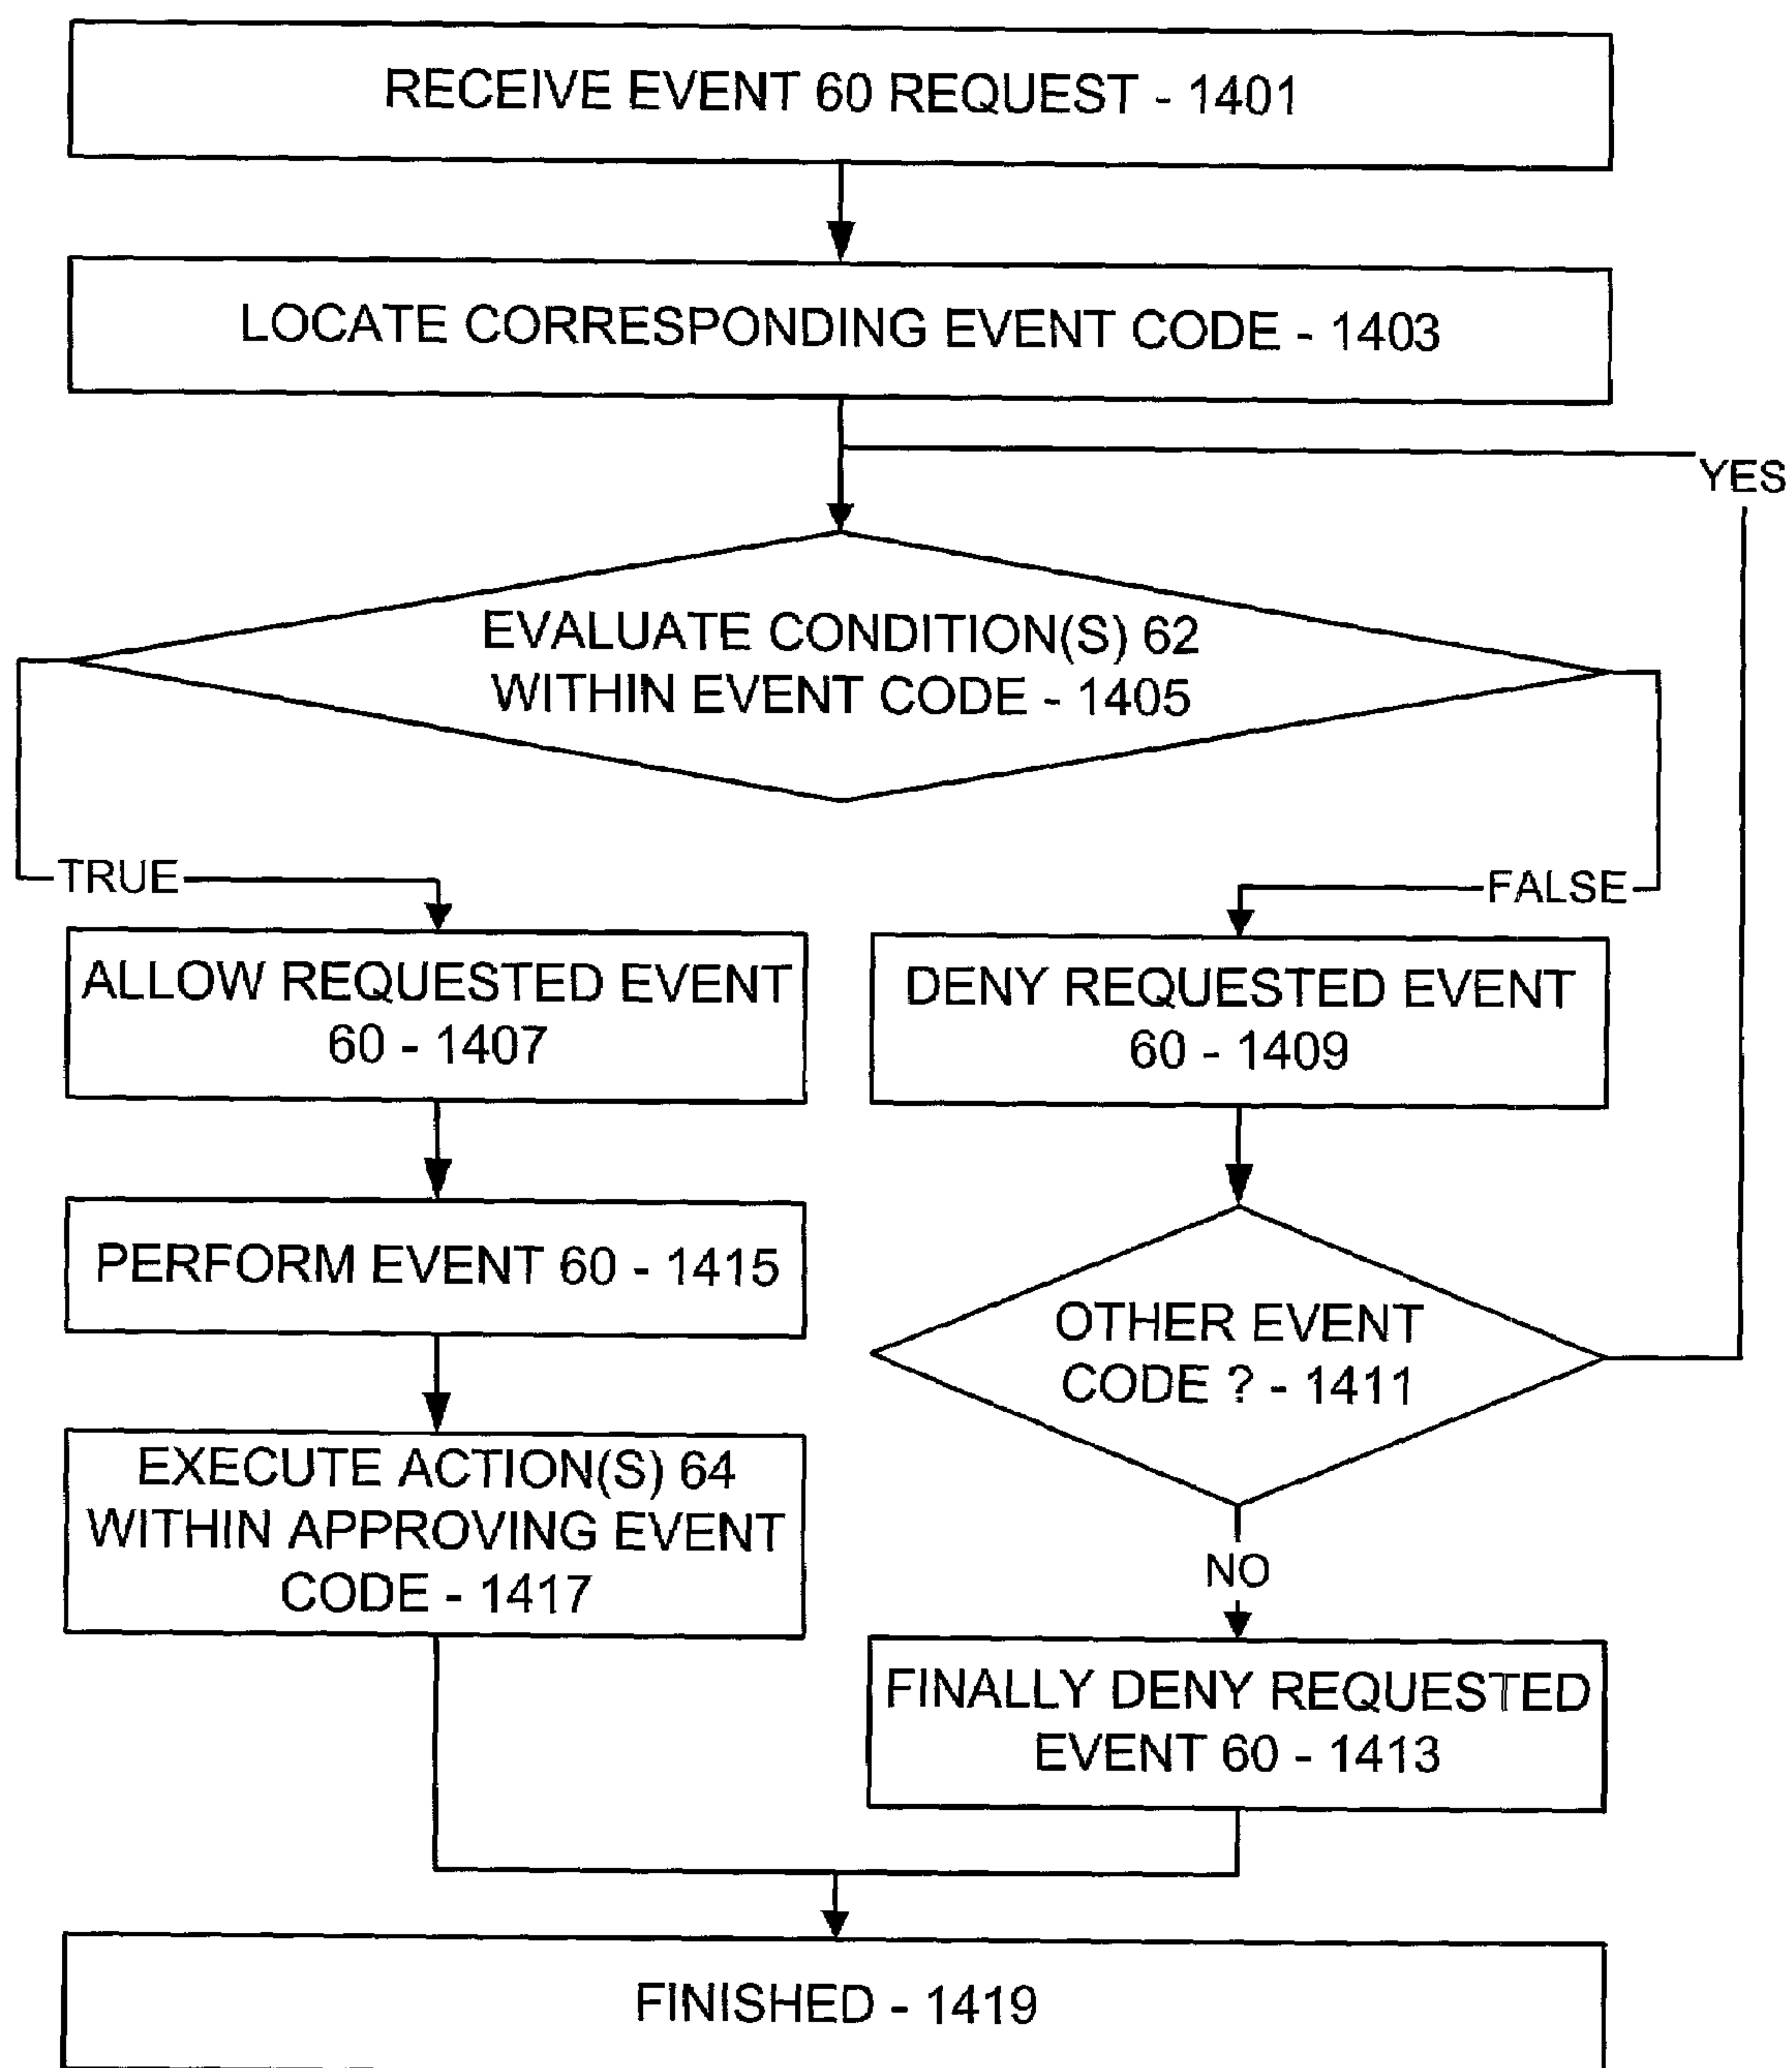 RECEIVE EVENT 60 REQUEST - 1401
LOCATE CORRESPONDING EVENT CODE - 1403
YES
EVALUATE CONDITION(S) 62
WITHIN EVENT CODE - 1405
TRUE
FALSE
ALLOW REQUESTED EVENT
60 - 1407
DENY REQUESTED EVENT
60 - 1409
PERFORM EVENT 60 - 1415
OTHER EVENT
CODE ? - 1411
EXECUTE ACTION(S) 64
WITHIN APPROVING EVENT
CODE - 1417
NO
FINALLY DENY REQUESTED
EVENT 60 - 1413
FINISHED - 1419